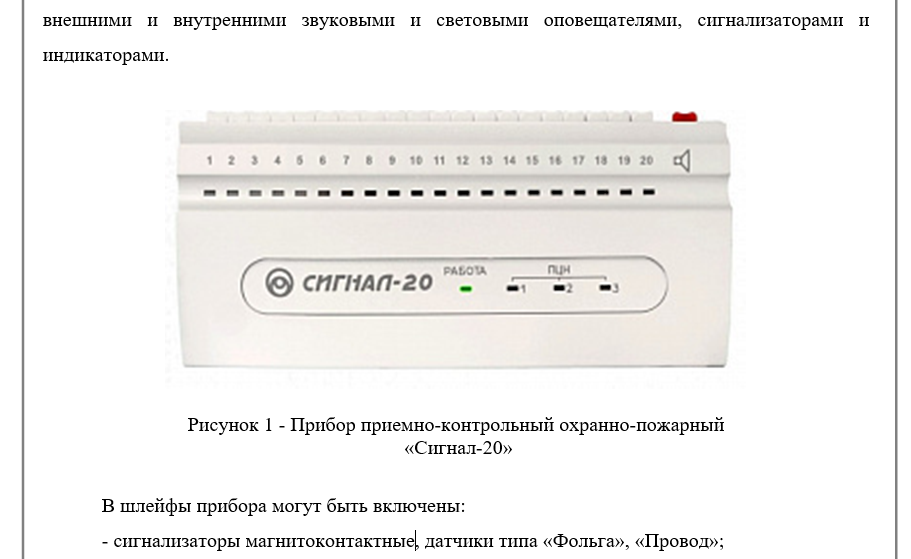 внешними и внутренними звуковыми и световыми оповещателями, сигнализаторами и
индикаторами.
1 2 3 4 5 6 7 8 9 10 11 12 13 14 15 16 17 18 19 20
СИГНАЛ-20 РАБОТА ПЦН
1 2 3
Рисунок 1 - Прибор приемно-контрольный охранно-пожарный
«Сигнал-20»
В шлейфы прибора могут быть включены:
- сигнализаторы магнитоконтактные, датчики типа «Фольга», «Провод»;